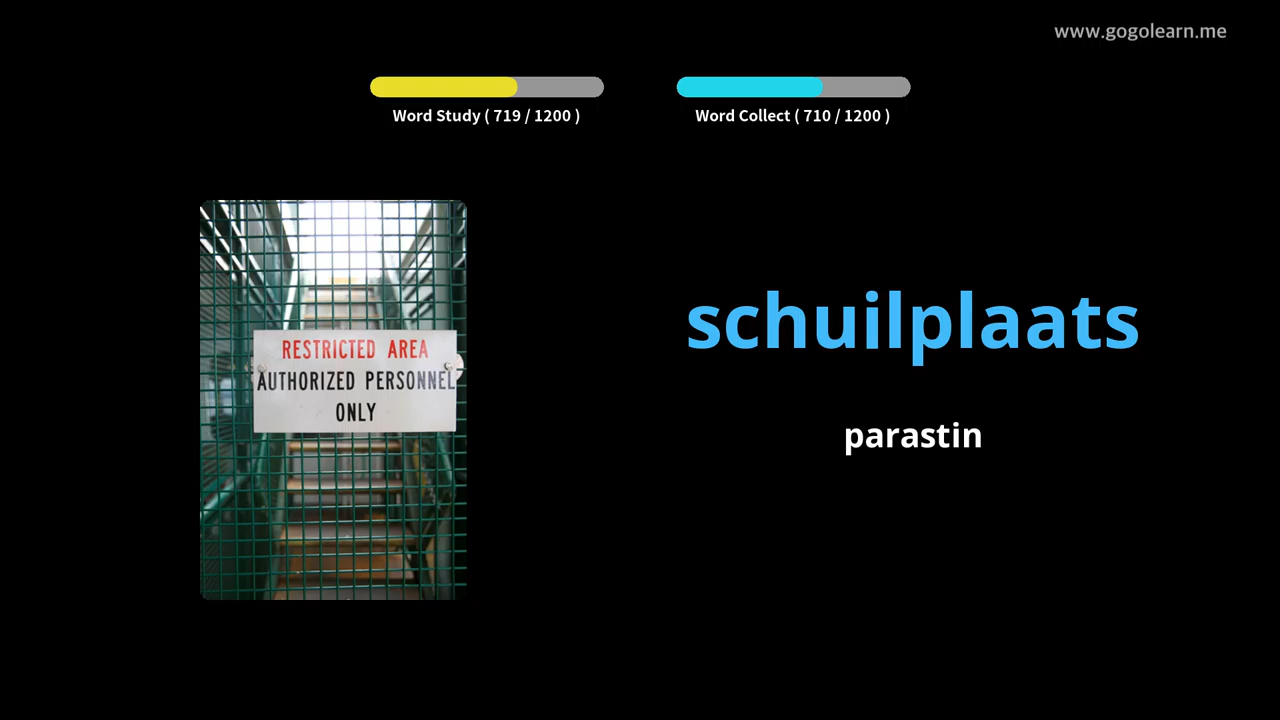 www.gogolearn.me
Word Study ( 719 / 1200 )
Word Collect ( 710 / 1200 )
RESTRICTED AREA
AUTHORIZED PERSONNEL
ONLY
schuilplaats
parastin